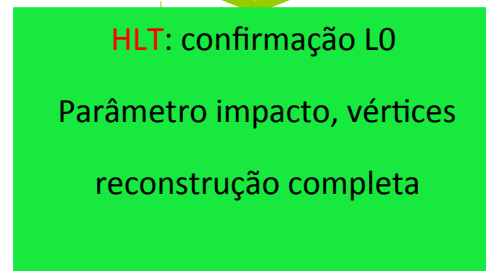 HLT: confirmação L0
Parâmetro impacto, vértices
reconstrução completa